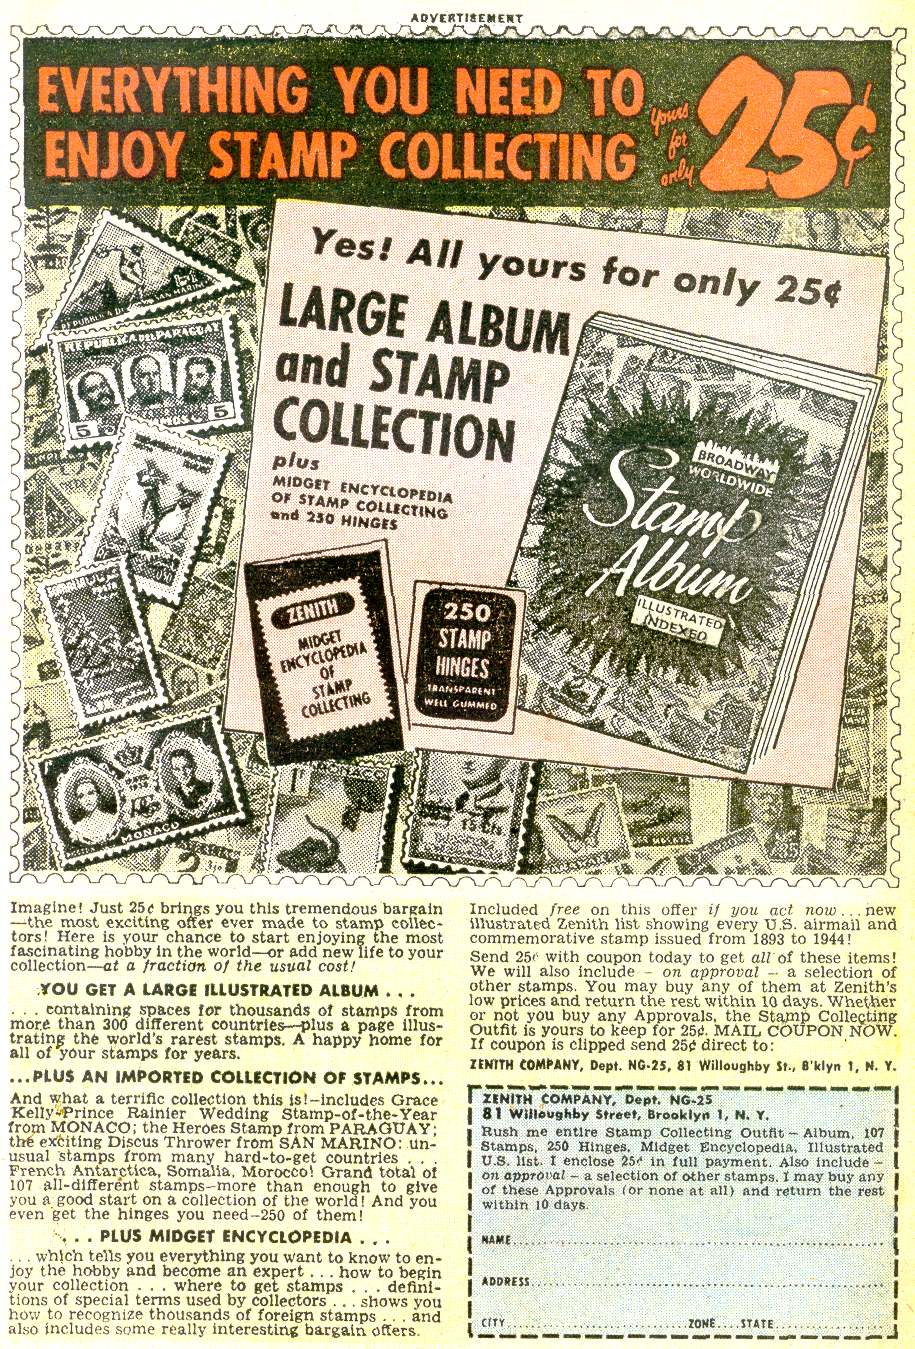 ADVERTISEMENT
EVERYTHING YOU NEED TO
ENJOY STAMP COLLECTING
Yours
for
only
25¢
Yes! All yours for only 25¢
LARGE ALBUM
and STAMP
COLLECTION
plus
MIDGET ENCYCLOPEDIA
OF STAMP COLLECTING
and 250 HINGES
BROADWAY
WORLDWIDE
Stamp
Album
ILLUSTRATED
INDEXED
ZENITH
MIDGET
ENCYCLOPEDIA
OF
STAMP
COLLECTING
250
STAMP
HINGES
TRANSPARENT
WELL GUMMED
REPUBLICA DEL PARAGUAY
5
5
MONACO
MONACO
15 Cts
Imagine! Just 25¢ brings you this tremendous bargain
—the most exciting offer ever made to stamp collec-
tors! Here is your chance to start enjoying the most
fascinating hobby in the world—or add new life to your
collection—at a fraction of the usual cost!
YOU GET A LARGE ILLUSTRATED ALBUM . . .
. . . containing spaces for thousands of stamps from
more than 300 different countries—plus a page illus-
trating the world's rarest stamps. A happy home for
all of your stamps for years.
...PLUS AN IMPORTED COLLECTION OF STAMPS...
And what a terrific collection this is!—includes Grace
Kelly-Prince Rainier Wedding Stamp-of-the-Year
from MONACO; the Heroes Stamp from PARAGUAY;
the exciting Discus Thrower from SAN MARINO: un-
usual stamps from many hard-to-get countries . .
French Antarctica, Somalia, Morocco! Grand total of
107 all-different stamps—more than enough to give
you a good start on a collection of the world! And you
even get the hinges you need—250 of them!
. . . PLUS MIDGET ENCYCLOPEDIA . . .
. . . which tells you everything you want to know to en-
joy the hobby and become an expert . . . how to begin
your collection . . . where to get stamps . . . defini-
tions of special terms used by collectors . . . shows you
how to recognize thousands of foreign stamps . . . and
also includes some really interesting bargain offers.
Included free on this offer if you act now . . . new
illustrated Zenith list showing every U.S. airmail and
commemorative stamp issued from 1893 to 1944!
Send 25¢ with coupon today to get all of these items!
We will also include – on approval – a selection of
other stamps. You may buy any of them at Zenith's
low prices and return the rest within 10 days. Whether
or not you buy any Approvals, the Stamp Collecting
Outfit is yours to keep for 25¢. MAIL COUPON NOW.
If coupon is clipped send 25¢ direct to:
ZENITH COMPANY, Dept. NG-25, 81 Willoughby St., B'klyn 1, N. Y.
ZENITH COMPANY, Dept. NG-25
81 Willoughby Street, Brooklyn 1, N. Y.
Rush me entire Stamp Collecting Outfit – Album, 107
Stamps, 250 Hinges, Midget Encyclopedia, Illustrated
U.S. list. I enclose 25¢ in full payment. Also include –
on approval – a selection of other stamps. I may buy any
of these Approvals (or none at all) and return the rest
within 10 days.
NAME
ADDRESS
CITY ZONE STATE